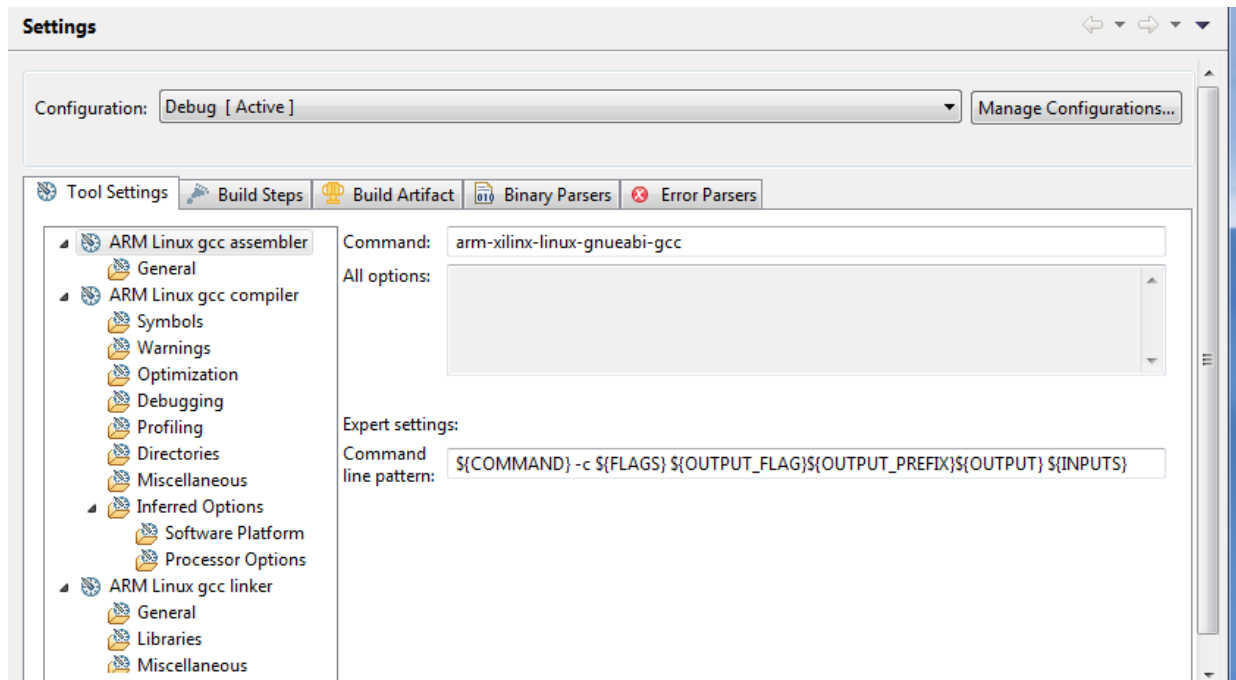 Settings
Configuration: Debug [ Active ] Manage Configurations...
Tool Settings Build Steps Build Artifact Binary Parsers Error Parsers
ARM Linux gcc assembler
General
ARM Linux gcc compiler
Symbols
Warnings
Optimization
Debugging
Profiling
Directories
Miscellaneous
Inferred Options
Software Platform
Processor Options
ARM Linux gcc linker
General
Libraries
Miscellaneous
Command: arm-xilinx-linux-gnueabi-gcc
All options:
Expert settings:
Command
line pattern: ${COMMAND} -c ${FLAGS} ${OUTPUT_FLAG}${OUTPUT_PREFIX}${OUTPUT} ${INPUTS}